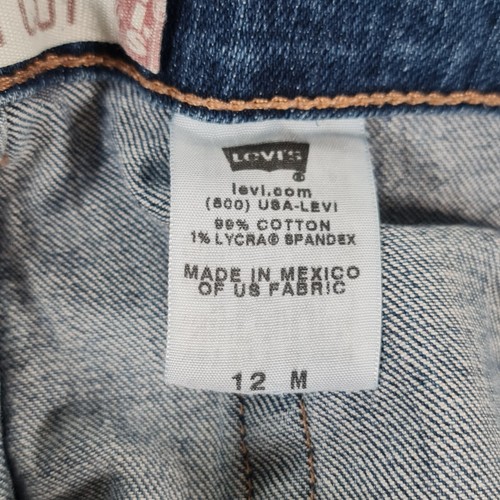 Levi's
®
levi.com
(800) USA-LEVI
99% COTTON
1% LYCRA® SPANDEX
MADE IN MEXICO
OF US FABRIC
12 M